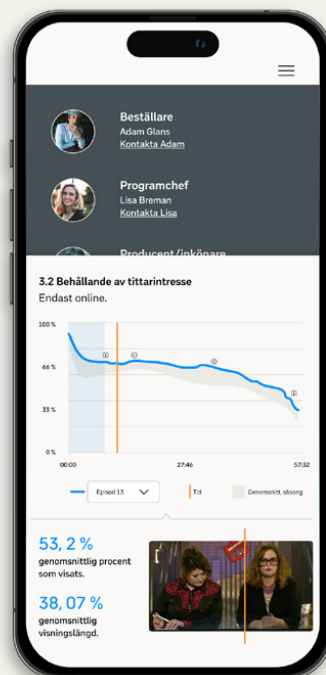 Beställare
Adam Glans
Kontakta Adam
Programchef
Lisa Breman
Kontakta Lisa
Producent/inköpare
3.2 Behållande av tittarintresse
Endast online.
100 %
66 %
33 %
0 %
00:00
27:46
57:32
Episod 13
Tid
Genomsnitt, säsong
53, 2 %
genomsnittlig procent
som visats.
38, 07 %
genomsnittlig
visningslängd.